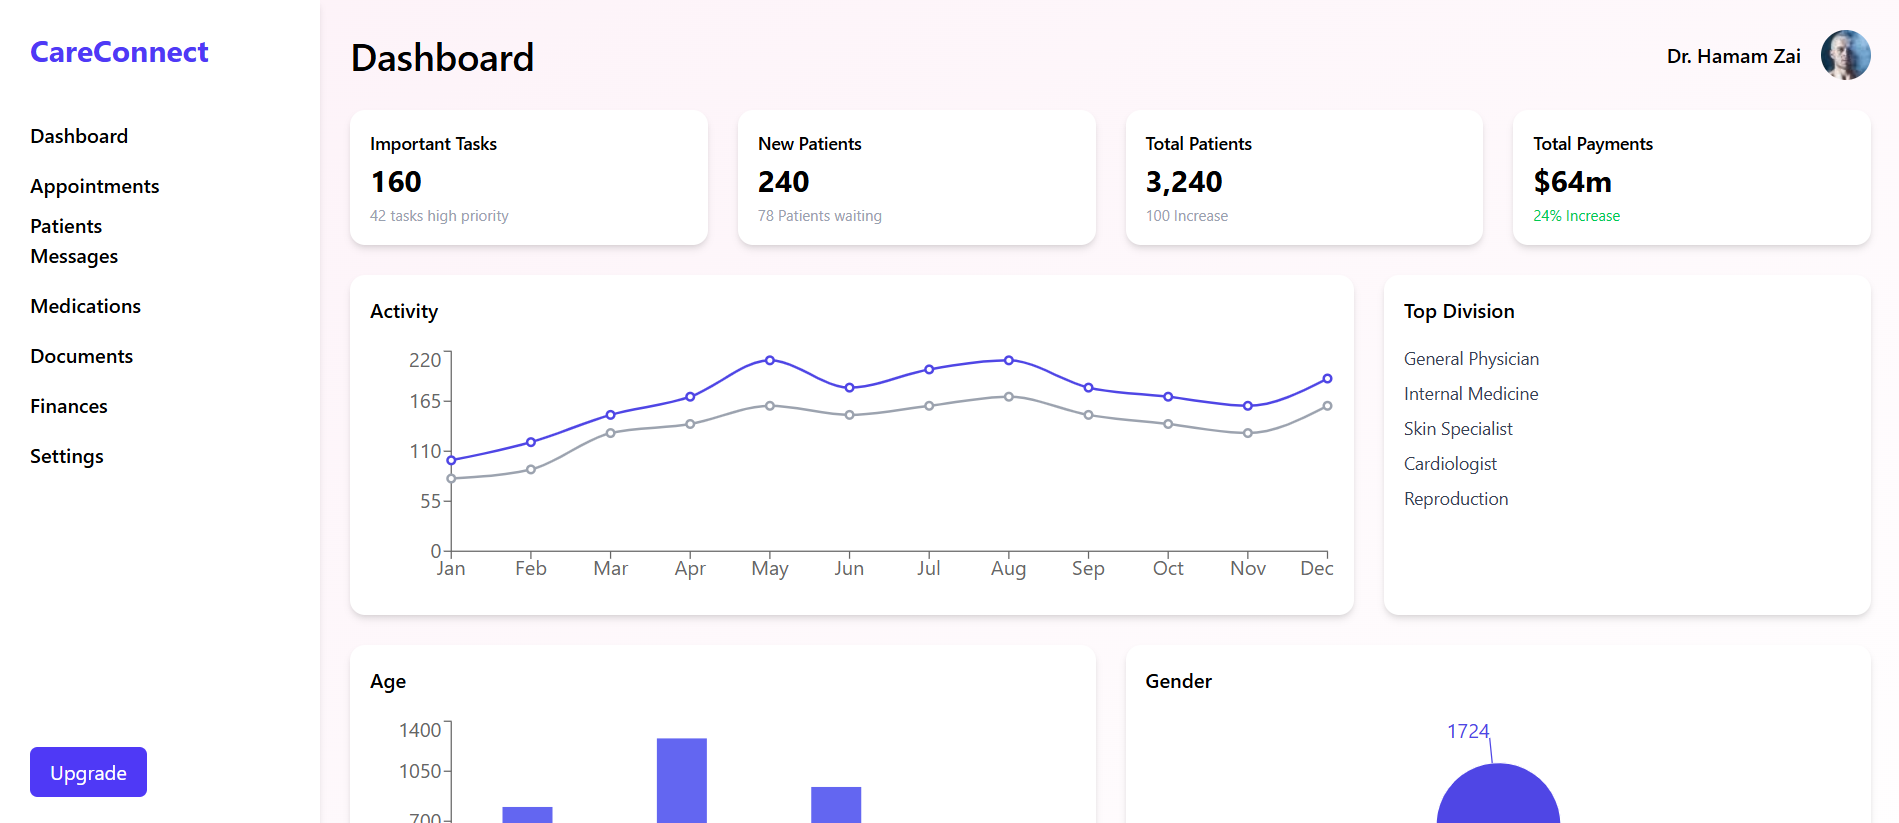 CareConnect
Dashboard
Appointments
Patients
Messages
Medications
Documents
Finances
Settings
Upgrade
Dashboard
Dr. Hamam Zai
Important Tasks
160
42 tasks high priority
New Patients
240
78 Patients waiting
Total Patients
3,240
100 Increase
Total Payments
$64m
24% Increase
Activity
220
165
110
55
0
Jan Feb Mar Apr May Jun Jul Aug Sep Oct Nov Dec
Top Division
General Physician
Internal Medicine
Skin Specialist
Cardiologist
Reproduction
Age
1400
1050
700
Gender
1724